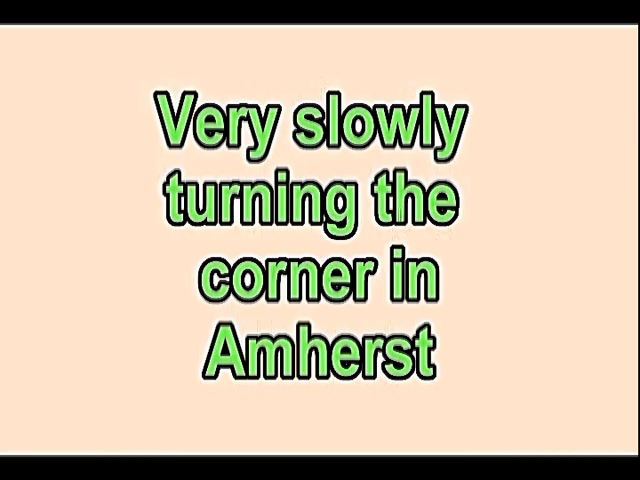 Very slowly
turning the
corner in
Amherst